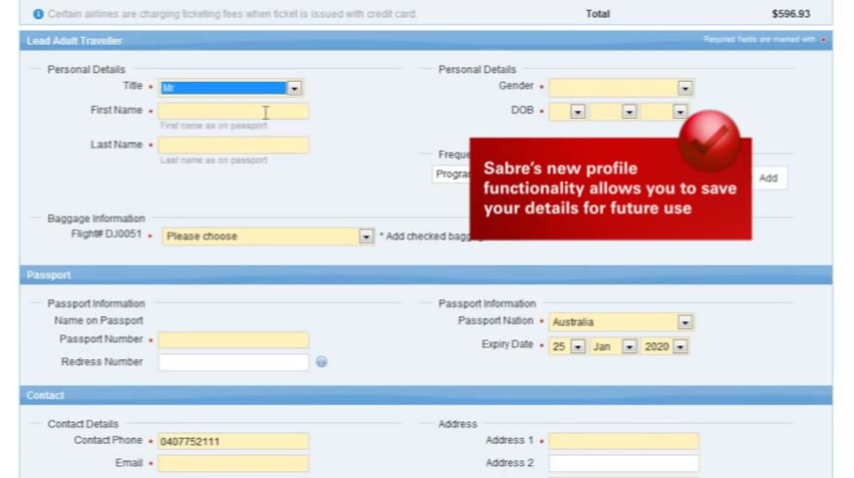 Certain airlines are charging ticketing fees when ticket is issued with credit card.
Total
$596.93
Lead Adult Traveller
Required fields are marked with
Personal Details
Title
Mr
First Name
First name as on passport
Last Name
Last name as on passport
Personal Details
Gender
DOB
Freque
Progran
Add
Sabre's new profile
functionality allows you to save
your details for future use
Baggage Information
Flight# DJ0051
Please choose
* Add checked bagg
Passport
Passport Information
Name on Passport
Passport Number
Redress Number
Passport Information
Passport Nation
Australia
Expiry Date
25 Jan 2020
Contact
Contact Details
Contact Phone
0407752111
Email
Address
Address 1
Address 2